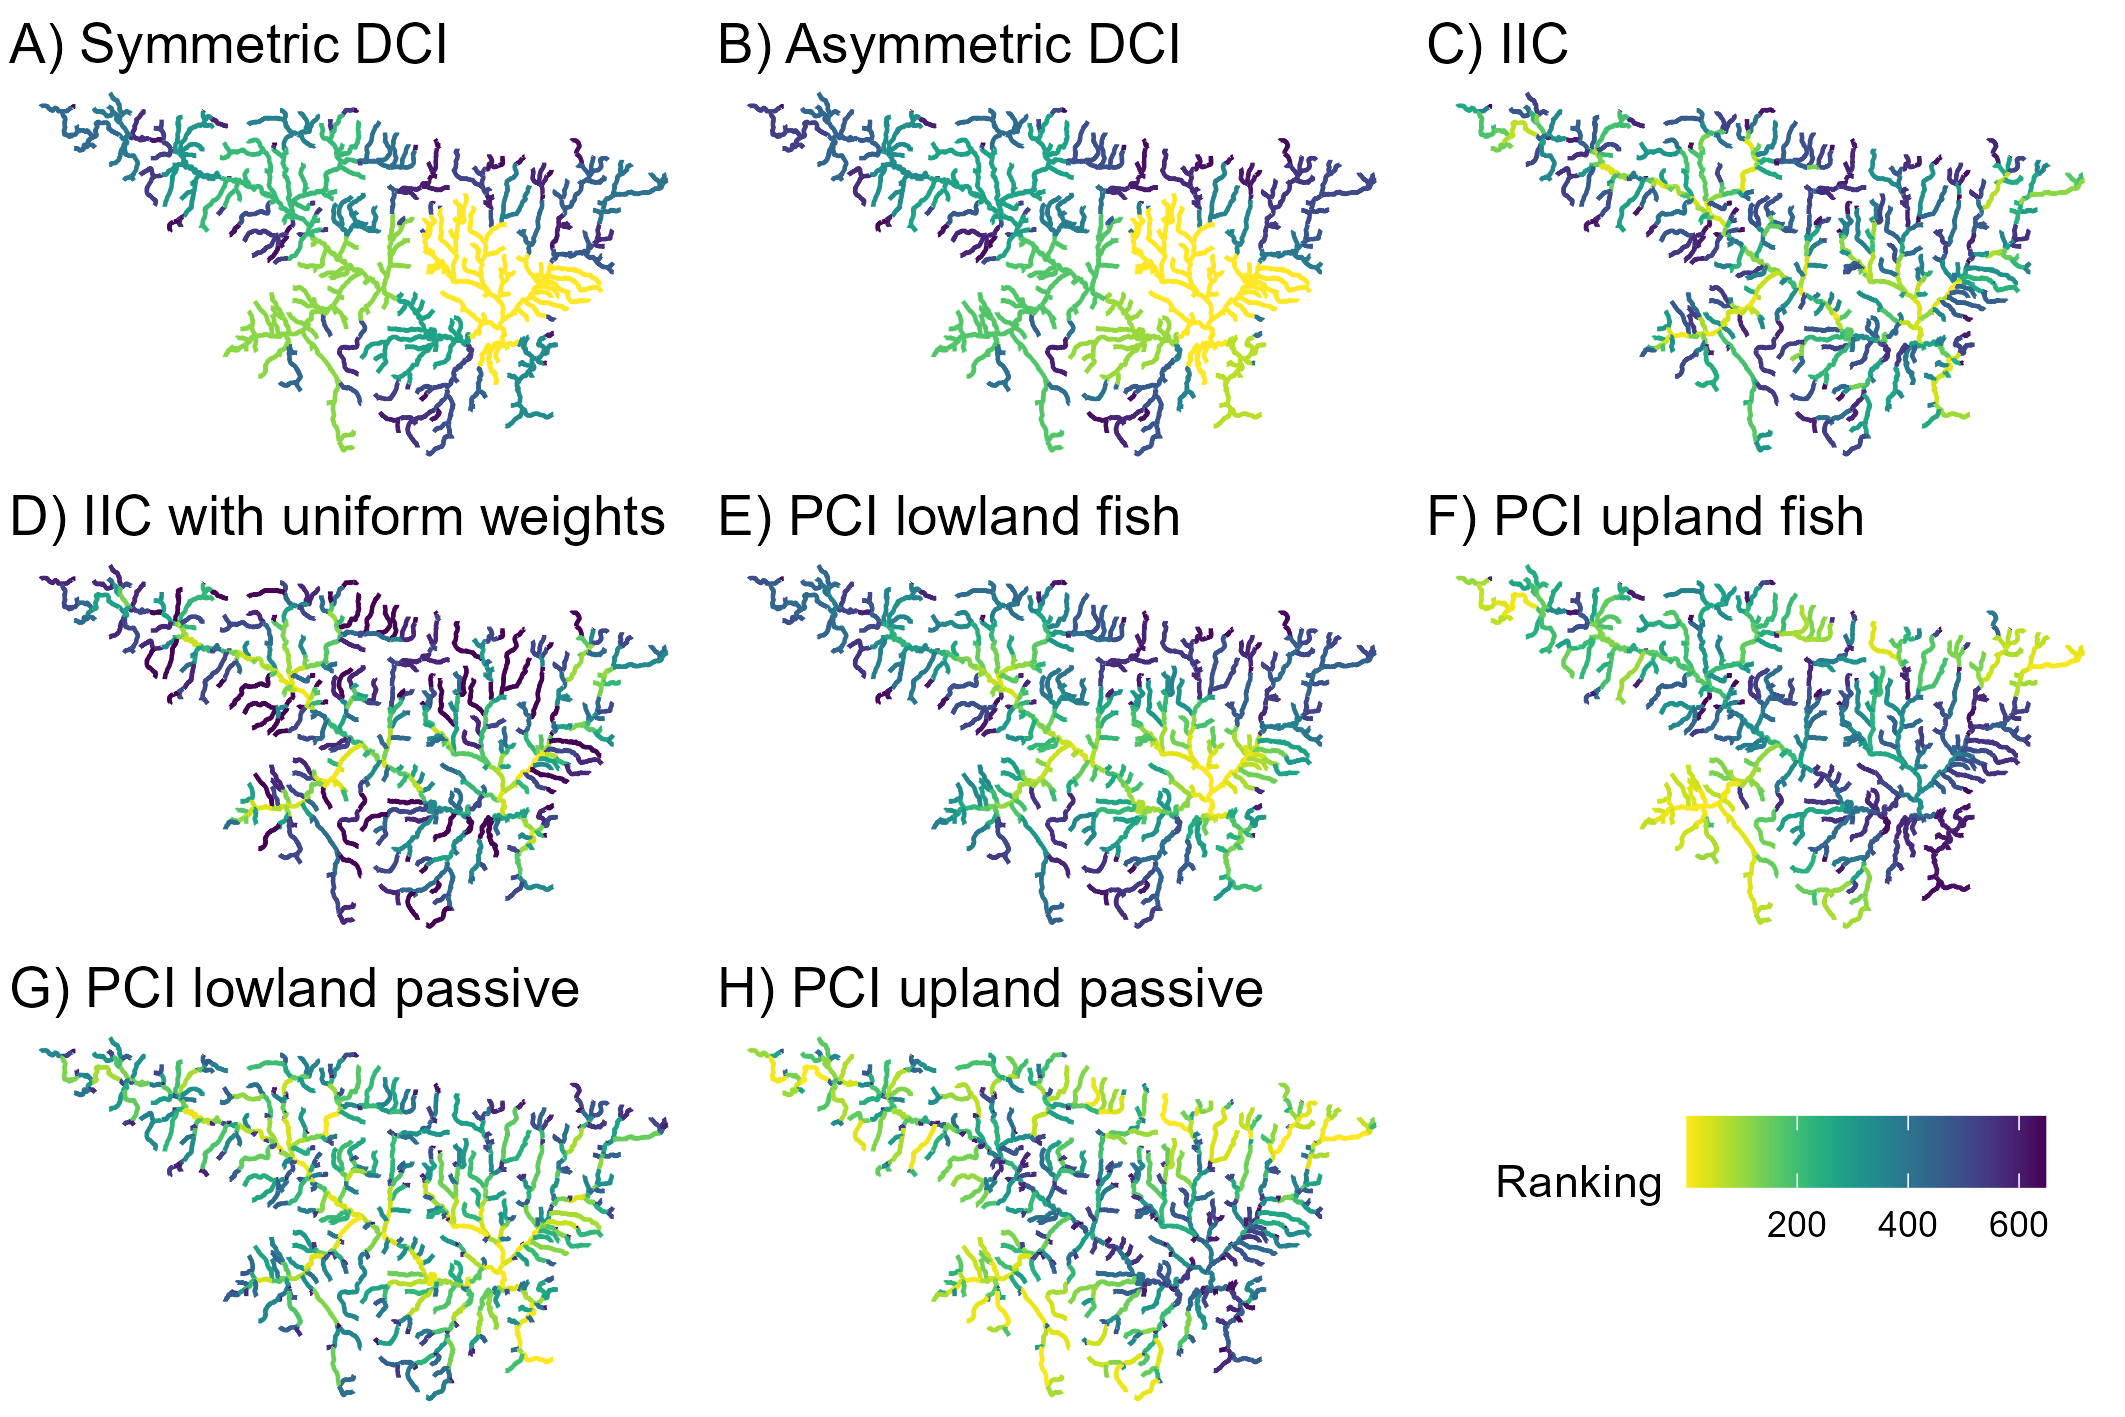 A) Symmetric DCI
B) Asymmetric DCI
C) IIC
D) IIC with uniform weights
E) PCI lowland fish
F) PCI upland fish
G) PCI lowland passive
H) PCI upland passive
Ranking
200 400 600